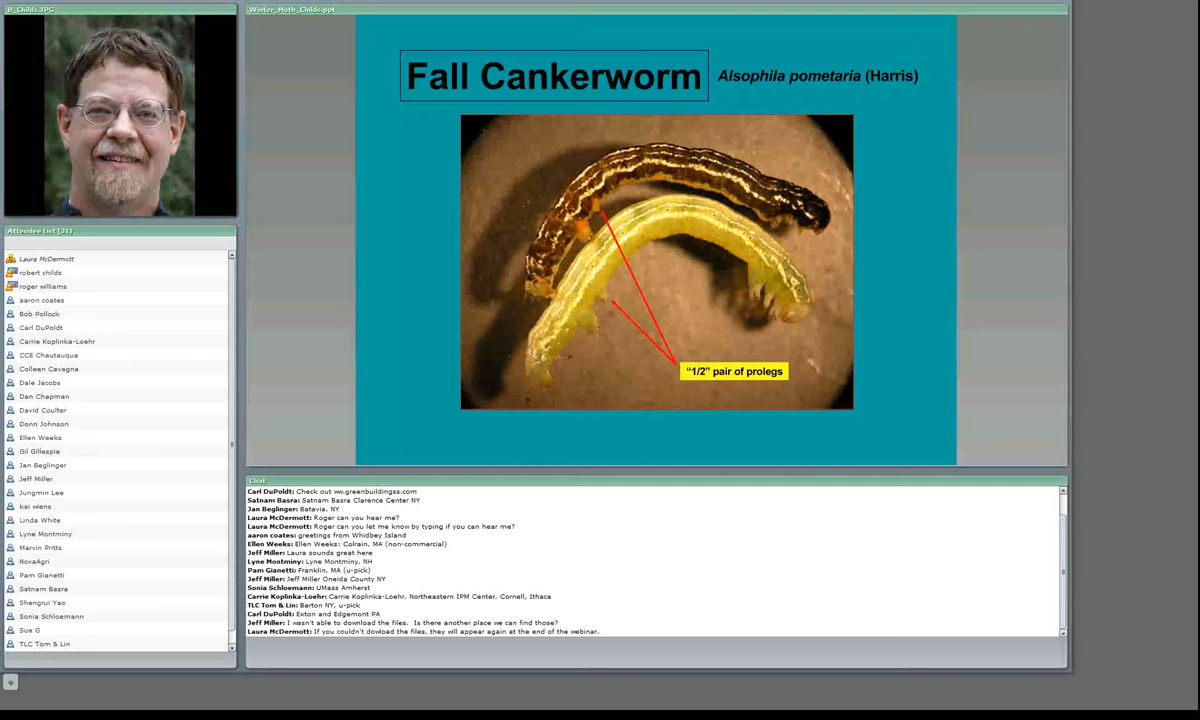 B_Childs.JPG
Attendee List (31)
Laura McDermott
robert childs
roger williams
aaron coates
Bob Pollock
Carl DuPoldt
Carrie Koplinka-Loehr
CCE Chautauqua
Colleen Cavagna
Dale Jacobs
Dan Chapman
David Coulter
Donn Johnson
Ellen Weeks
Gil Gillespie
Jan Beglinger
Jeff Miller
Jungmin Lee
kai wiens
Linda White
Lyne Montminy
Marvin Pritts
NovaAgri
Pam Gianetti
Satnam Basra
Shengrui Yao
Sonia Schloemann
Sue G
TLC Tom & Lin
Winter_Moth_Childs.ppt
Fall Cankerworm Alsophila pometaria (Harris)
"1/2" pair of prolegs
Chat
Carl DuPoldt: Check out ww.greenbuildingss.com
Satnam Basra: Satnam Basra Clarence Center NY
Jan Beglinger: Batavia, NY
Laura McDermott: Roger can you hear me?
Laura McDermott: Roger can you let me know by typing if you can hear me?
aaron coates: greetings from Whidbey Island
Ellen Weeks: Ellen Weeks: Colrain, MA (non-commercial)
Jeff Miller: Laura sounds great here
Lyne Montminy: Lyne Montminy, NH
Pam Gianetti: Franklin, MA (u-pick)
Jeff Miller: Jeff Miller Oneida County NY
Sonia Schloemann: UMass Amherst
Carrie Koplinka-Loehr: Carrie Koplinka-Loehr, Northeastern IPM Center, Cornell, Ithaca
TLC Tom & Lin: Barton NY, u-pick
Carl DuPoldt: Exton and Edgemont PA
Jeff Miller: I wasn't able to download the files. Is there another place we can find those?
Laura McDermott: If you couldn't dowload the files, they will appear again at the end of the webinar.